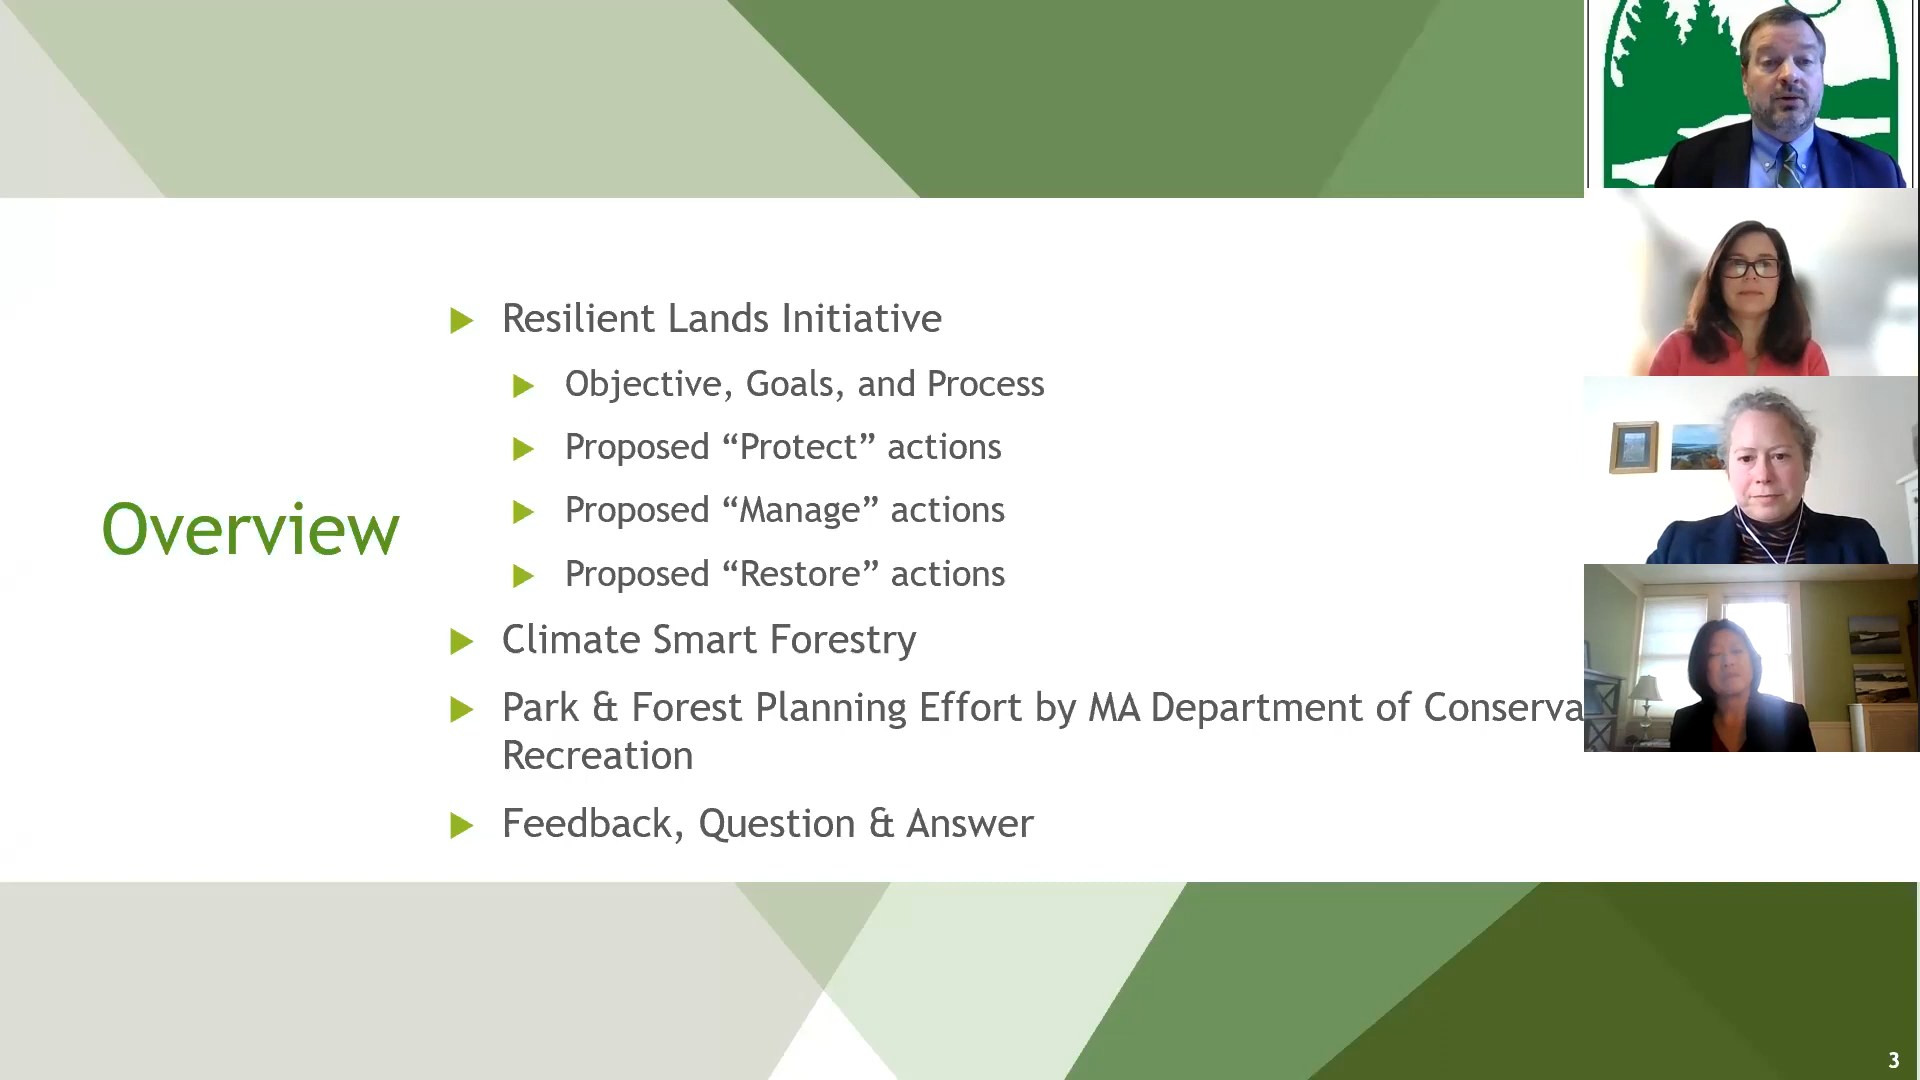 Overview
Resilient Lands Initiative
Objective, Goals, and Process
Proposed “Protect” actions
Proposed “Manage” actions
Proposed “Restore” actions
Climate Smart Forestry
Park & Forest Planning Effort by MA Department of Conserva
Recreation
Feedback, Question & Answer
3